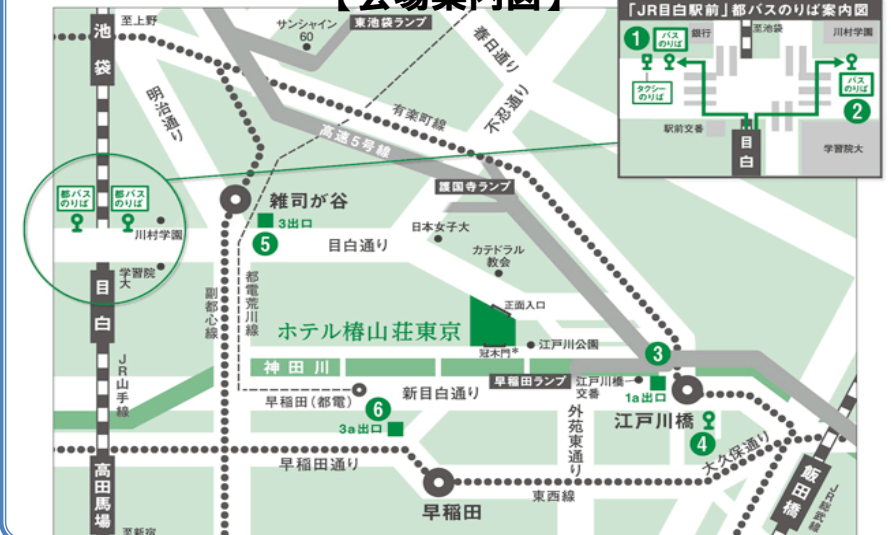 【会場案内図】
至上野
サンシャイン
60
東池袋ランプ
池袋
明治通り
春日通り
不忍通り
有楽町線
高速5号線
護国寺ランプ
「JR目白駅前」都バスのりば案内図
1
バス
のりば
銀行
至池袋
川村学園
タクシー
のりば
バス
のりば
2
駅前交番
目白
学習院大
都バス
のりば
都バス
のりば
川村学園
学習院
大
目白
雑司が谷
3出口
5
目白通り
日本女子大
カテドラル
教会
副都心線
都電荒川線
ホテル椿山荘東京
正面入口
冠木門*
江戸川公園
神田川
JR山手線
早稲田(都電)
新目白通り
早稲田ランプ
江戸川橋
交番
3
1a出口
江戸川橋
4
6
3a出口
外苑東通り
大久保通り
早稲田通り
早稲田
東西線
飯田橋
JR総武線
高田馬場
至新宿